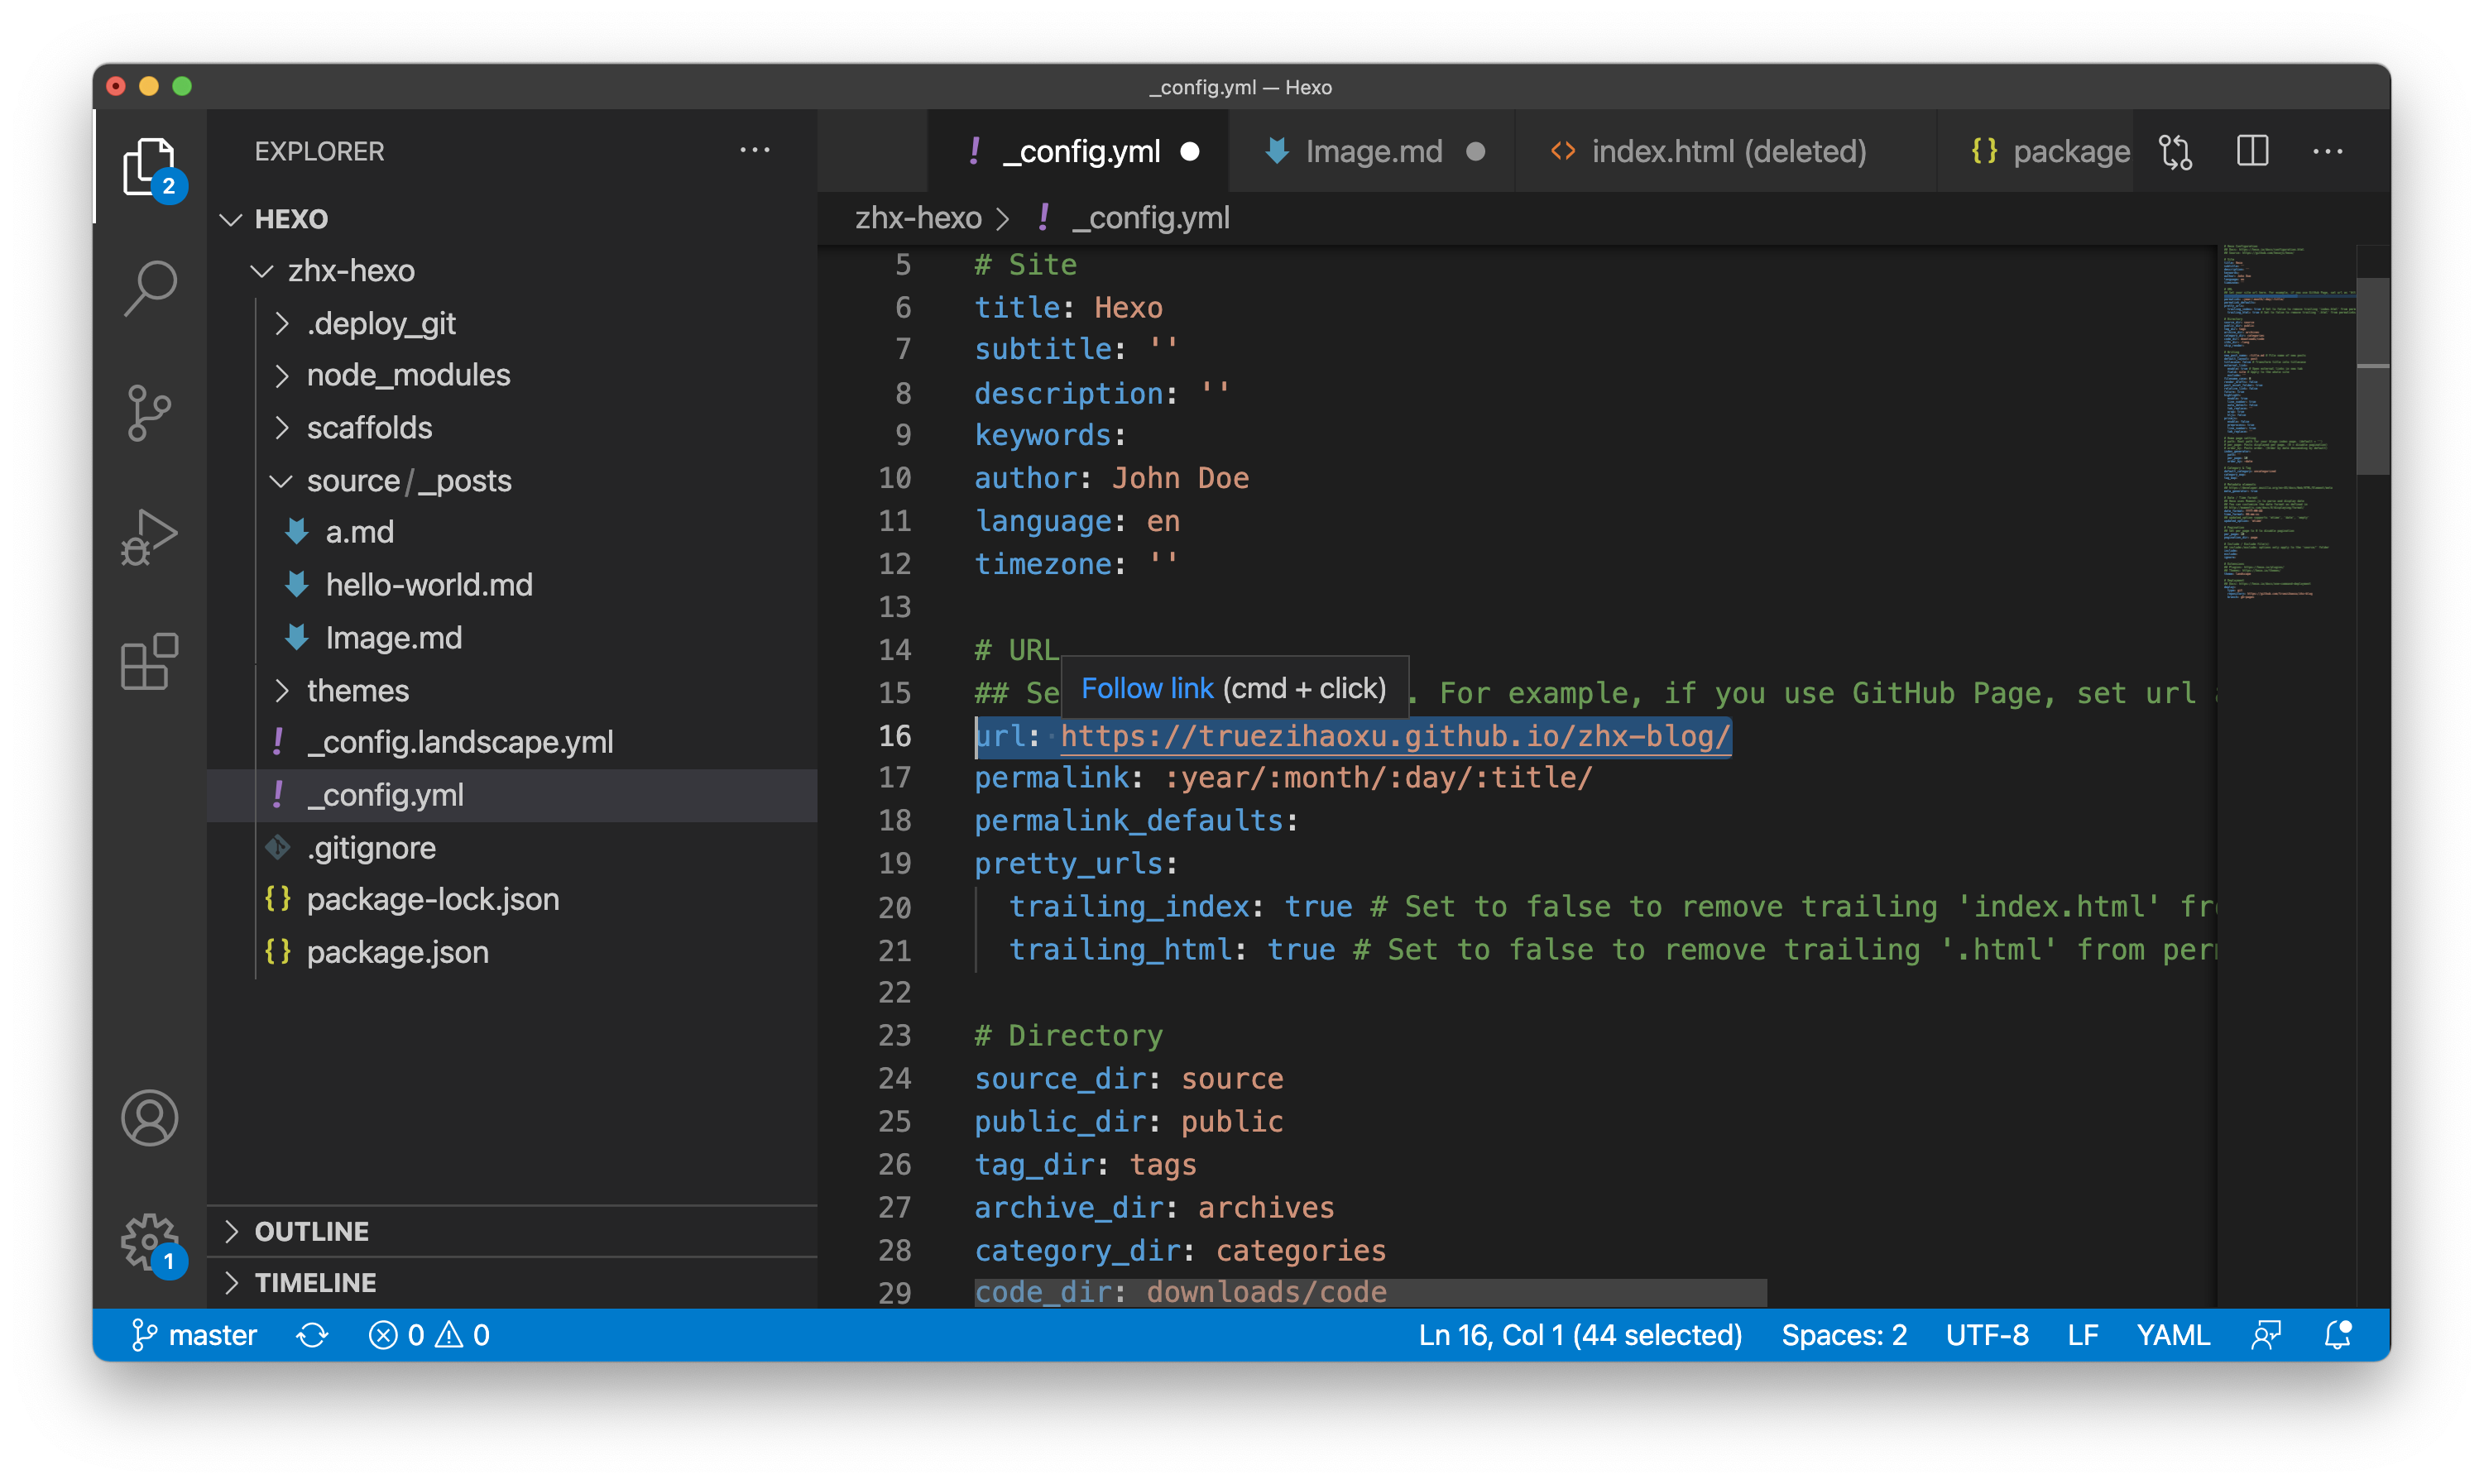 _config.yml — Hexo
EXPLORER
2
HEXO
zhx-hexo
.deploy_git
node_modules
scaffolds
source/_posts
a.md
hello-world.md
Image.md
themes
_config.landscape.yml
_config.yml
.gitignore
package-lock.json
package.json
OUTLINE
1
TIMELINE
_config.yml
Image.md
index.html (deleted)
package
zhx-hexo > _config.yml
5 # Site
6 title: Hexo
7 subtitle: ''
8 description: ''
9 keywords:
10 author: John Doe
11 language: en
12 timezone: ''
13
14 # URL
Follow link (cmd + click)
15 ## Se . For example, if you use GitHub Page, set url
16 url: https://truezihaoxu.github.io/zhx-blog/
17 permalink: :year/:month/:day/:title/
18 permalink_defaults:
19 pretty_urls:
20 trailing_index: true # Set to false to remove trailing 'index.html' fr
21 trailing_html: true # Set to false to remove trailing '.html' from per
22
23 # Directory
24 source_dir: source
25 public_dir: public
26 tag_dir: tags
27 archive_dir: archives
28 category_dir: categories
29 code_dir: downloads/code
master 0 0 Ln 16, Col 1 (44 selected) Spaces: 2 UTF-8 LF YAML